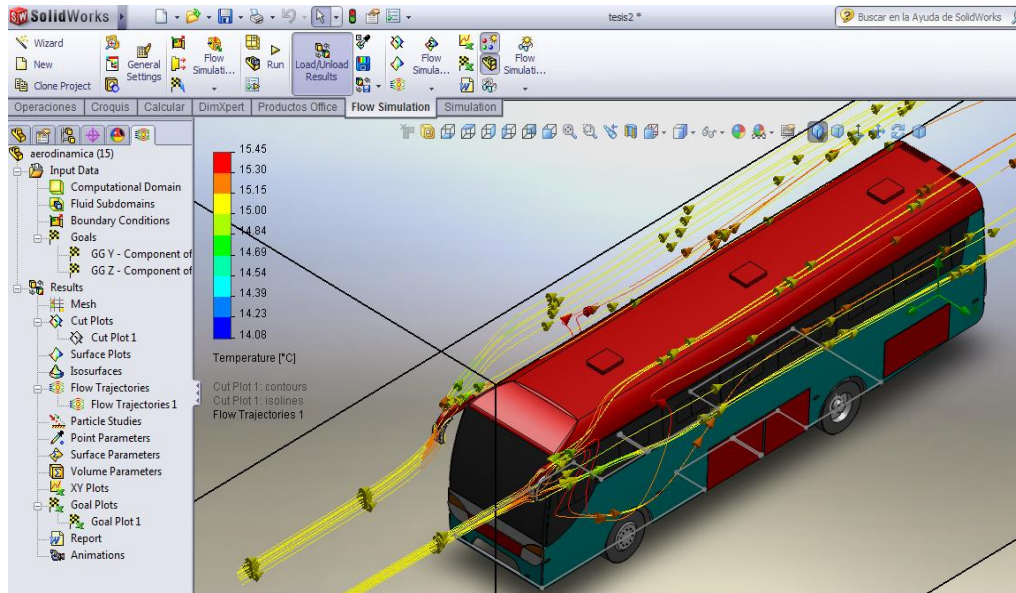 SolidWorks
tesis2 *
Buscar en la Ayuda de SolidWorks
Wizard
New
Clone Project
General
Settings
Flow
Simulati...
Run
Load/Unload
Results
Flow
Simula...
Flow
Simulati...
Operaciones Croquis Calcular DimXpert Productos Office Flow Simulation Simulation
aerodinamica (15)
Input Data
Computational Domain
Fluid Subdomains
Boundary Conditions
Goals
GG Y - Component of
GG Z - Component of
Results
Mesh
Cut Plots
Cut Plot 1
Surface Plots
Isosurfaces
Flow Trajectories
Flow Trajectories 1
Particle Studies
Point Parameters
Surface Parameters
Volume Parameters
XY Plots
Goal Plots
Goal Plot 1
Report
Animations
15.45
15.30
15.15
15.00
14.84
14.69
14.54
14.39
14.23
14.08
Temperature [°C]
Cut Plot 1: contours
Cut Plot 1: isolines
Flow Trajectories 1